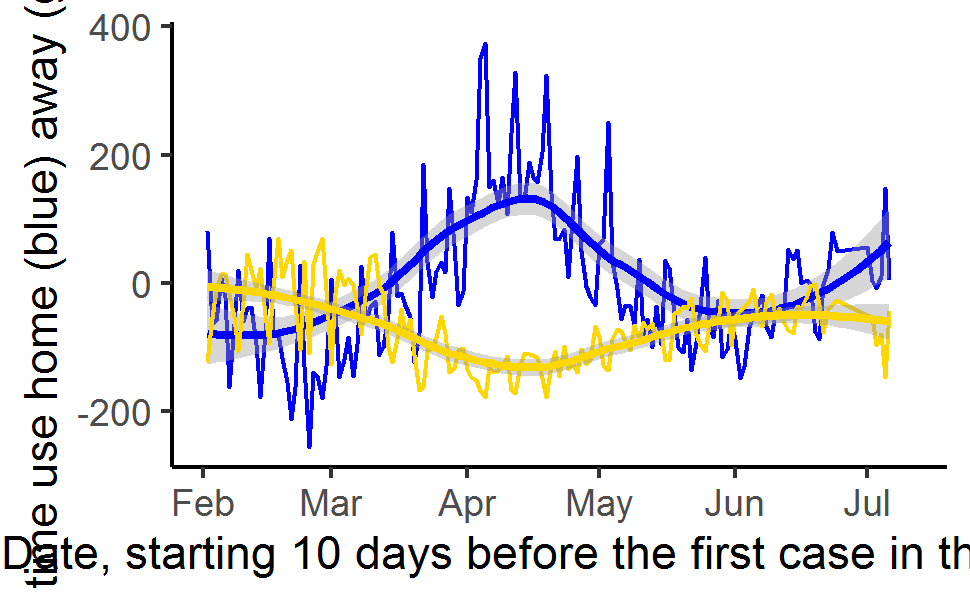 400
200
0
-200
time use home (blue) away (
Feb Mar Apr May Jun Jul
Date, starting 10 days before the first case in th